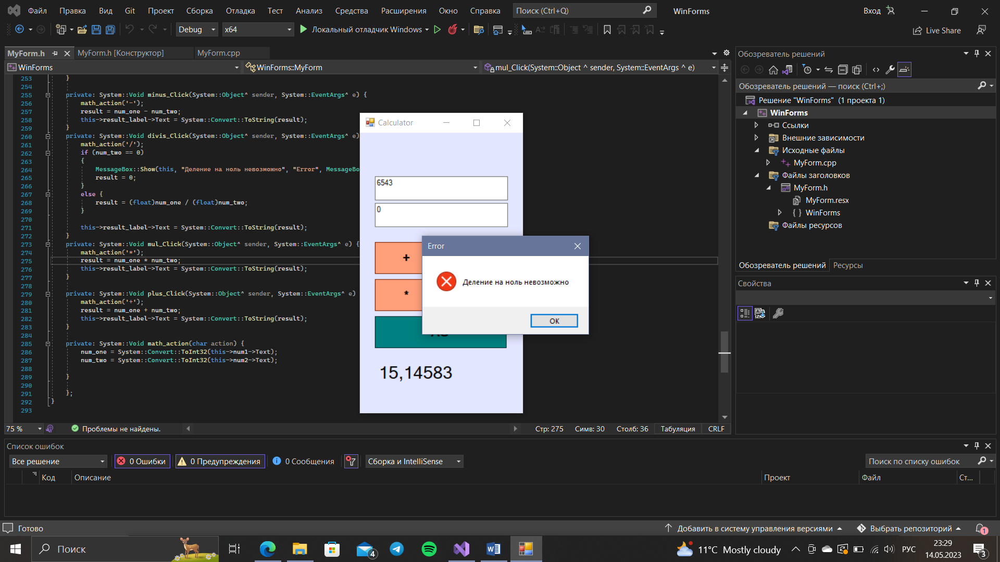 Файл Правка Вид Git Проект Сборка Отладка Тест Анализ Средства Расширения Окно Справка Поиск (Ctrl+Q) WinForms Вход
Debug x64 Локальный отладчик Windows Live Share
MyForm.h MyForm.h [Конструктор] MyForm.cpp
WinForms WinForms::MyForm mul_Click(System::Object ^ sender, System::EventArgs ^ e)
253 }
254
255 private: System::Void minus_Click(System::Object^ sender, System::EventArgs^ e) {
256 math_action('-');
257 result = num_one - num_two;
258 this->result_label->Text = System::Convert::ToString(result);
259 }
260 private: System::Void divis_Click(System::Object^ sender, System::EventArgs^ e)
261 math_action('/');
262 if (num_two == 0)
263 {
264 MessageBox::Show(this, "Деление на ноль невозможно", "Error", MessageBo
265 result = 0;
266 }
267 else {
268 result = (float)num_one / (float)num_two;
269 }
270
271 this->result_label->Text = System::Convert::ToString(result);
272 }
273 private: System::Void mul_Click(System::Object^ sender, System::EventArgs^ e) {
274 math_action('*');
275 result = num_one * num_two;
276 this->result_label->Text = System::Convert::ToString(result);
277 }
278
279 private: System::Void plus_Click(System::Object^ sender, System::EventArgs^ e)
280 math_action('+');
281 result = num_one + num_two;
282 this->result_label->Text = System::Convert::ToString(result);
283 }
284
285 private: System::Void math_action(char action) {
286 num_one = System::Convert::ToInt32(this->num1->Text);
287 num_two = System::Convert::ToInt32(this->num2->Text);
288
289 }
290
291 };
292 }
293
Calculator
6543
0
+
*
15,14583
Error
Деление на ноль невозможно
OK
75 % Проблемы не найдены. Стр: 275 Симв: 30 Столб: 36 Табуляция CRLF
Обозреватель решений
Обозреватель решений — поиск (Ctrl+;)
Решение "WinForms" (1 проекта 1)
WinForms
Ссылки
Внешние зависимости
Исходные файлы
MyForm.cpp
Файлы заголовков
MyForm.h
MyForm.resx
WinForms
Файлы ресурсов
Обозреватель решений Ресурсы
Свойства
Список ошибок
Все решение 0 Ошибки 0 Предупреждения 0 Сообщения Сборка и IntelliSense Поиск по списку ошибок
Код Описание Проект Файл Ст...
Готово Добавить в систему управления версиями Выбрать репозиторий 1
Поиск 4 11°C Mostly cloudy РУС 23:29
14.05.2023 3